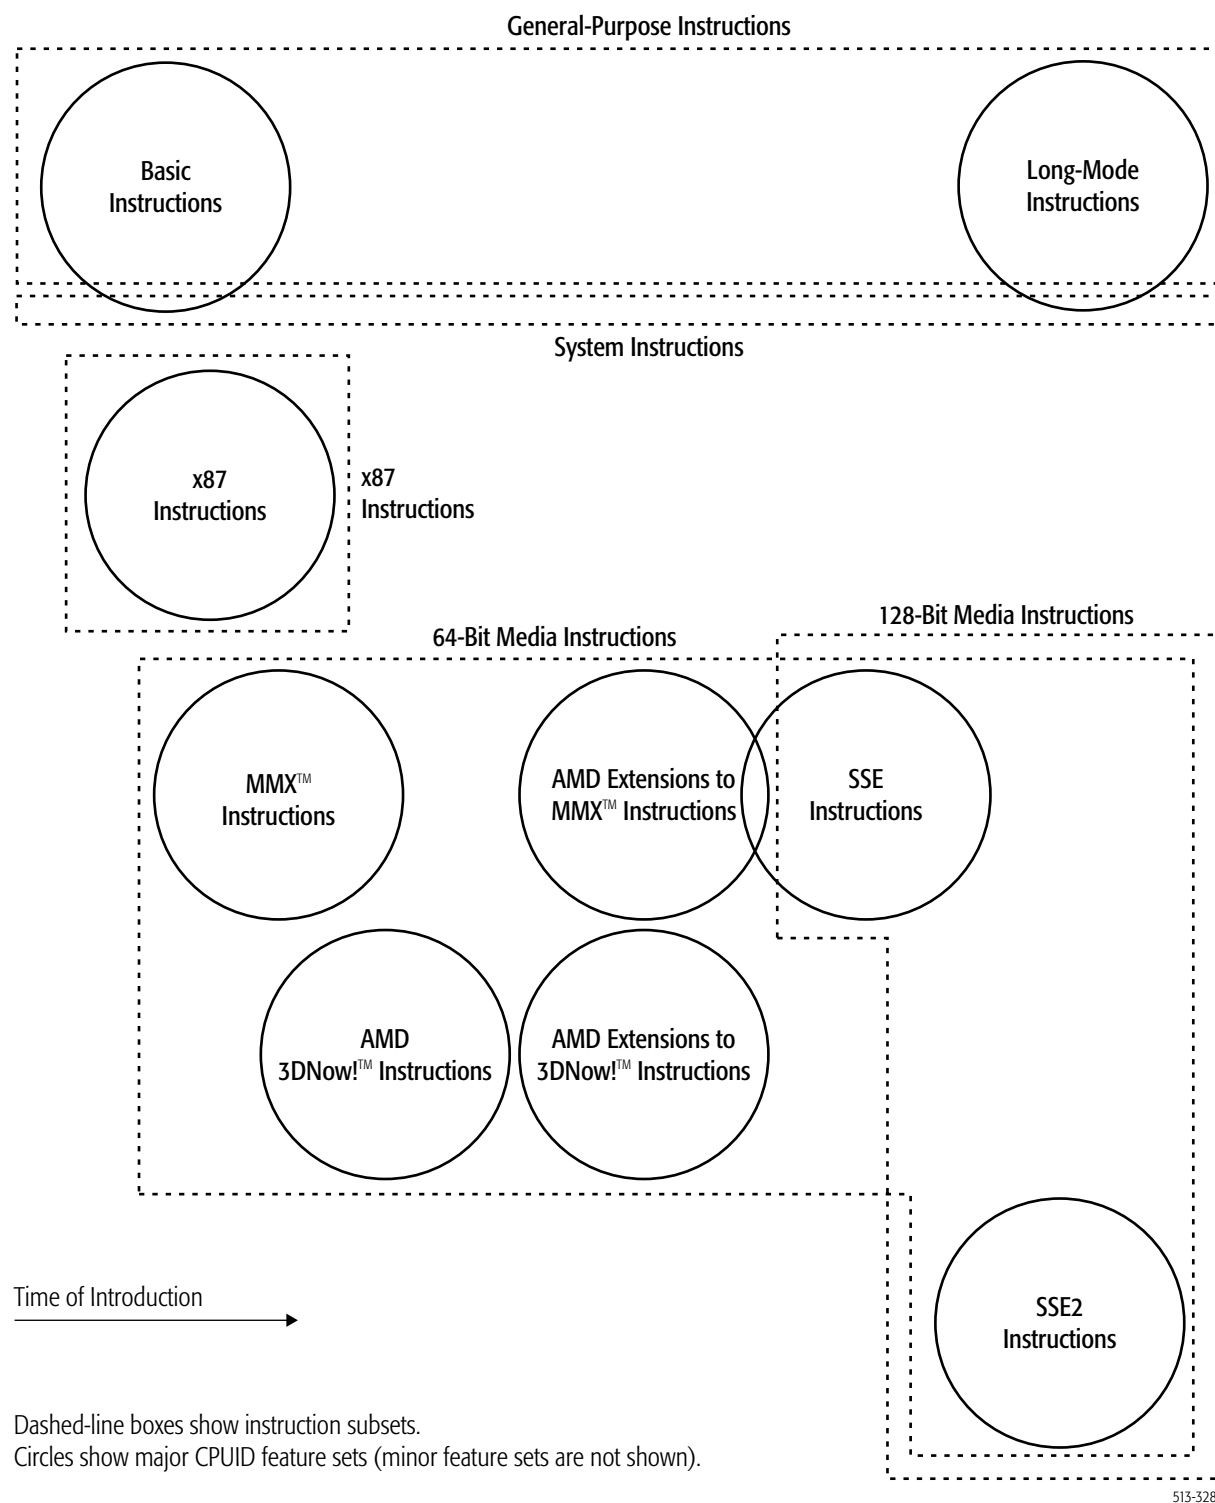 General-Purpose Instructions
Basic
Instructions
Long-Mode
Instructions
System Instructions
x87
Instructions
x87
Instructions
128-Bit Media Instructions
64-Bit Media Instructions
MMX™
Instructions
AMD Extensions to
MMX™ Instructions
SSE
Instructions
AMD
3DNow!™ Instructions
AMD Extensions to
3DNow!™ Instructions
Time of Introduction
SSE2
Instructions
Dashed-line boxes show instruction subsets.
Circles show major CPUID feature sets (minor feature sets are not shown).
513-328